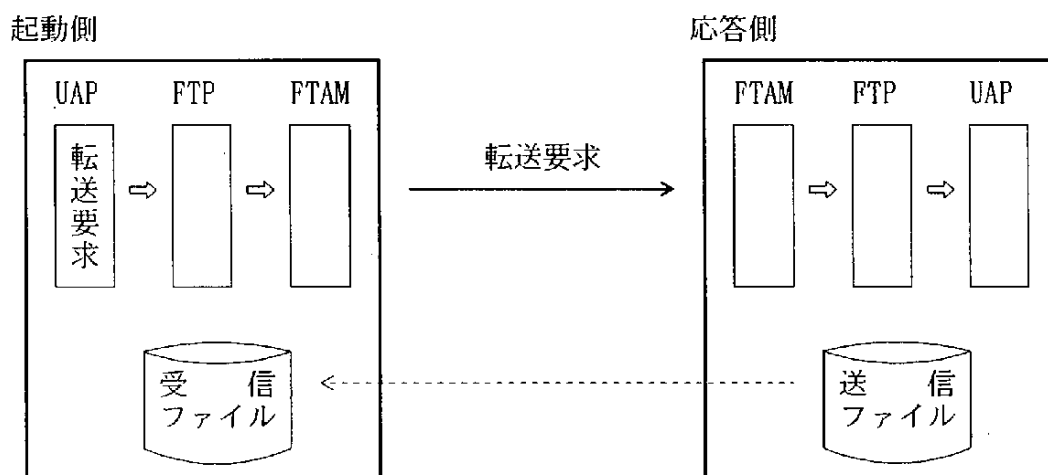 起動側
応答側
UAP FTP FTAM
FTAM FTP UAP
転送要求
転送要求
受 信
ファイル
送 信
ファイル